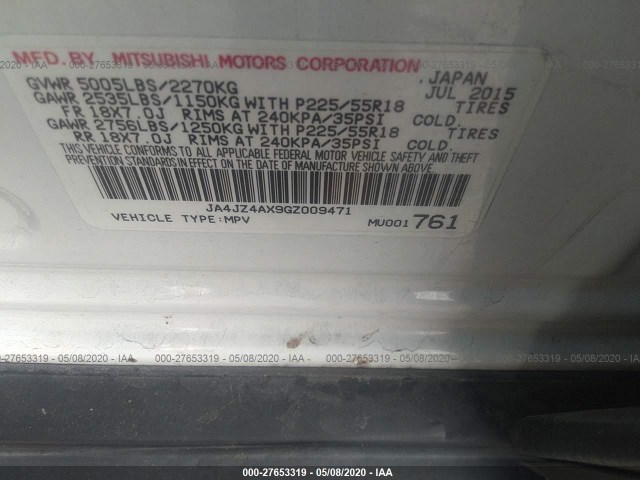 MFD. BY MITSUBISHI MOTORS CORPORATION . JAPAN
GVWR 5005LBS/2270KG JUL 2015
GAWR 2535LBS/1150KG WITH P225/55R18 TIRES
FR 18X7.0J RIMS AT 240KPA/35PSI COLD.
GAWR 2756LBS/1250KG WITH P225/55R18 TIRES
RR 18X7.0J RIMS AT 240KPA/35PSI COLD.
THIS VEHICLE CONFORMS TO ALL APPLICABLE FEDERAL MOTOR VEHICLE SAFETY AND THEFT PREVENTION
STANDARDS IN EFFECT ON THE DATE OF MANUFACTURE SHOWN ABOVE.
JA4JZ4AX9GZ009471
VEHICLE TYPE:MPV MU001761
000-27653319 - 05/08/2020 - IAA